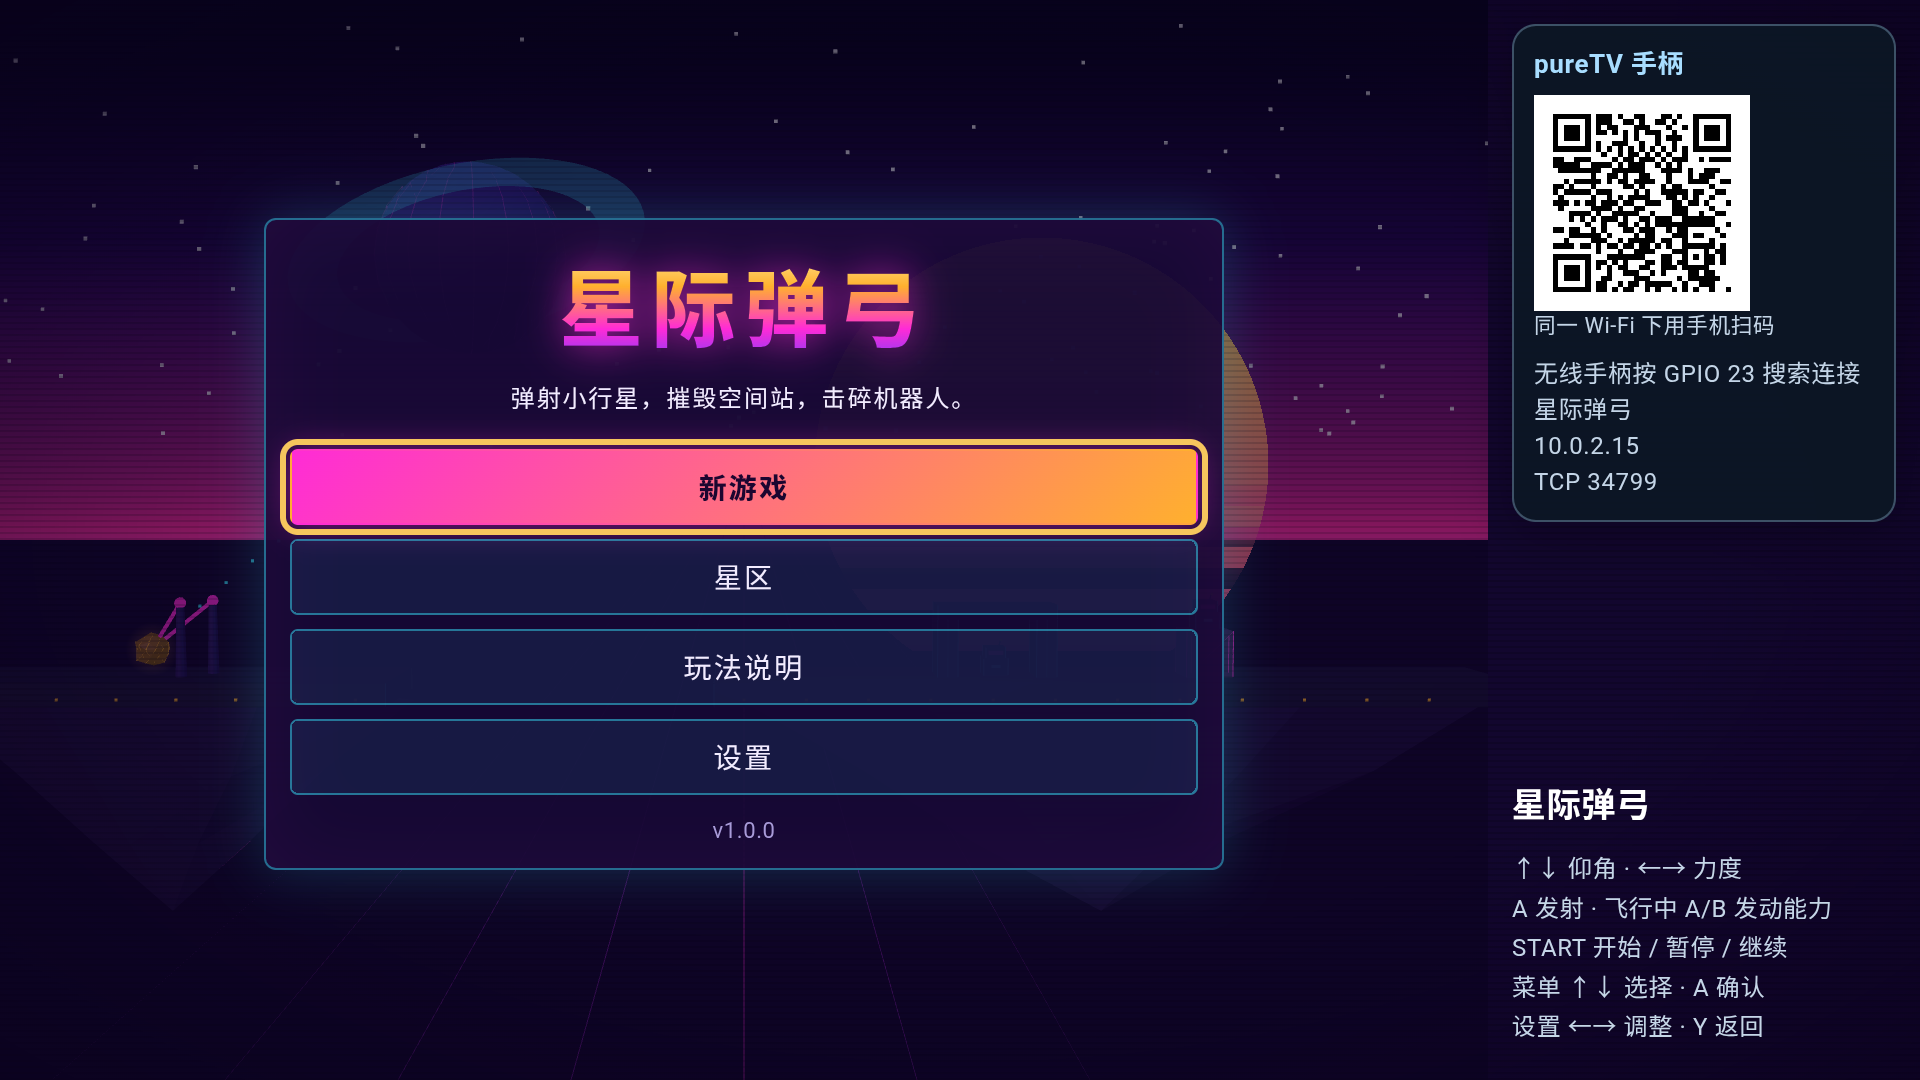 星际弹弓
弹射小行星，摧毁空间站，击碎机器人。
新游戏
星区
玩法说明
设置
v1.0.0
pureTV 手柄
同一 Wi-Fi 下用手机扫码
无线手柄按 GPIO 23 搜索连接
星际弹弓
10.0.2.15
TCP 34799
星际弹弓
↑↓ 仰角 · ←→ 力度
A 发射 · 飞行中 A/B 发动能力
START 开始 / 暂停 / 继续
菜单 ↑↓ 选择 · A 确认
设置 ←→ 调整 · Y 返回